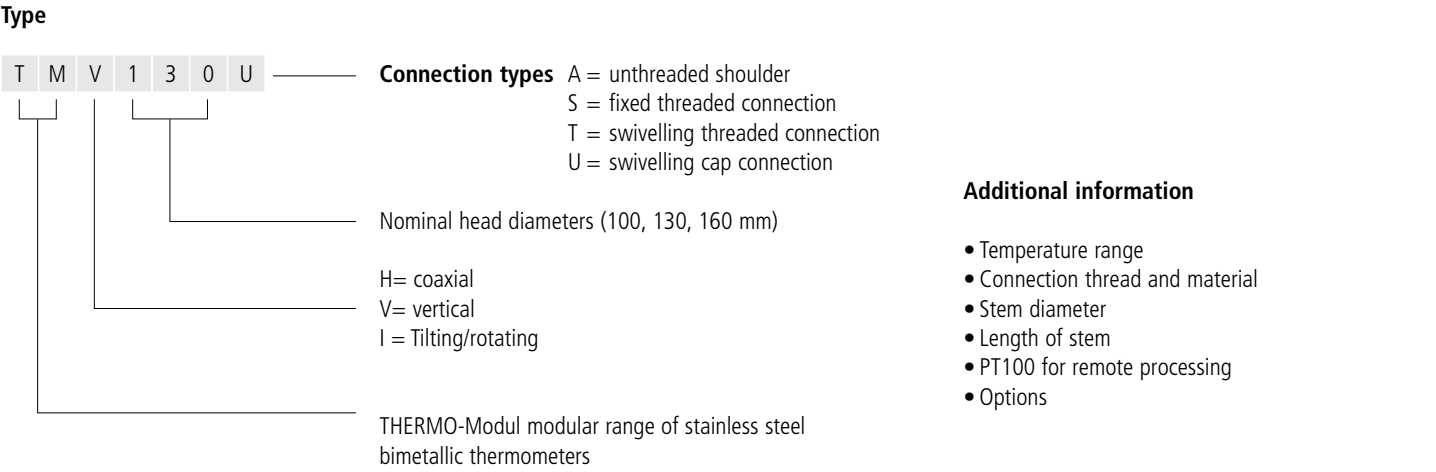 Type
T M V 1 3 0 U
Connection types A = unthreaded shoulder
S = fixed threaded connection
T = swivelling threaded connection
U = swivelling cap connection
Nominal head diameters (100, 130, 160 mm)
H= coaxial
V= vertical
I = Tilting/rotating
THERMO-Modul modular range of stainless steel
bimetallic thermometers
Additional information
• Temperature range
• Connection thread and material
• Stem diameter
• Length of stem
• PT100 for remote processing
• Options